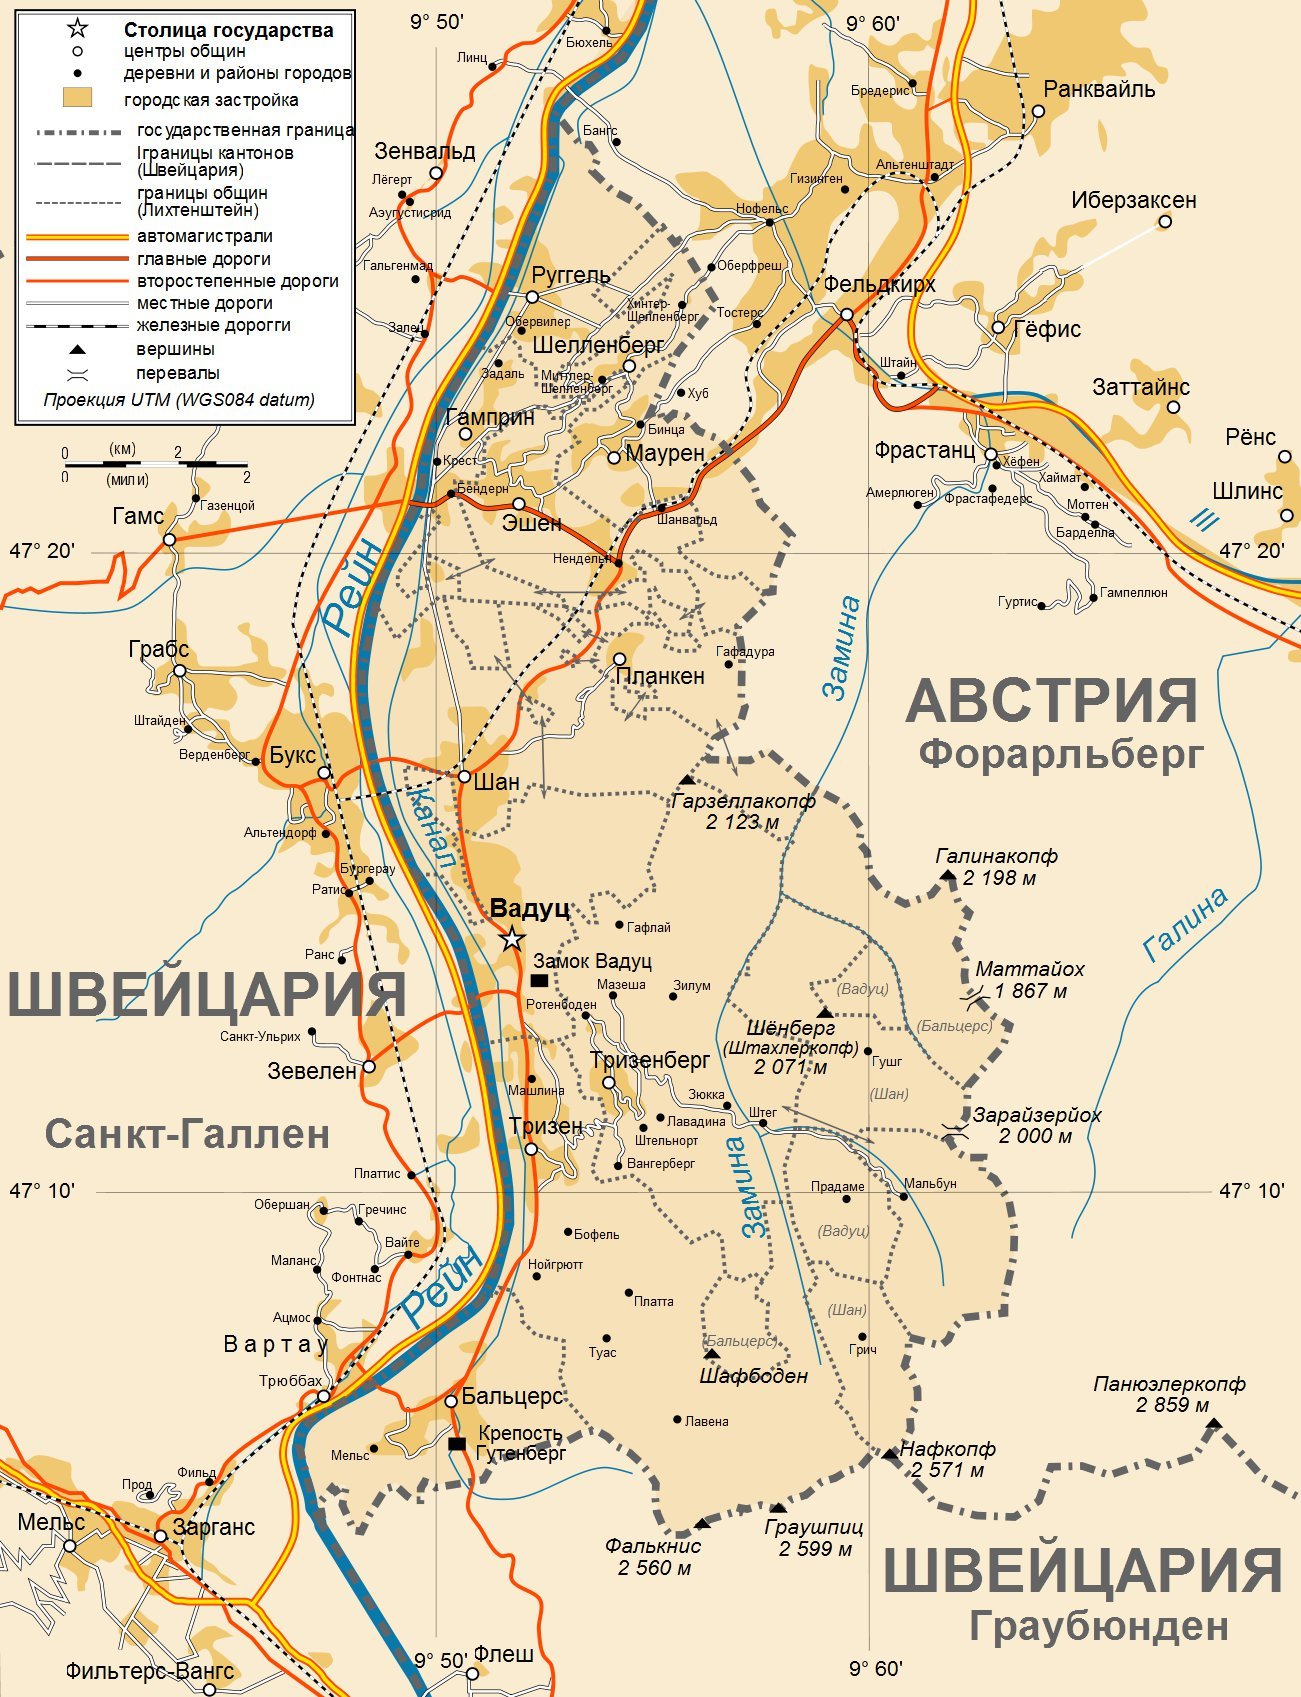 Столица государства
центры общин
деревни и районы городов
городская застройка
государственная граница
Iграницы кантонов
(Швейцария)
границы общин
(Лихтенштейн)
автомагистрали
главные дороги
второстепенные дороги
местные дороги
железные дорогги
вершины
перевалы
Проекция UTM (WGS084 datum)
0 (км) 2
0 (мили) 2
9° 50'
9° 60'
Бюхель
Линц
Бредерис
Ранквайль
Бангс
Зенвальд
Лёгерт
Аэугустисрид
Гизинген
Альтенштадт
Иберзаксен
Нофельс
Гальгенмад
Руггель
Оберфреш
Фельдкирх
Хинтер-
Шелленберг
Тостерс
Обервилер
Залец
Гёфис
Шелленберг
Задаль
Миттлер-
Шелленберг
Хуб
Штайн
Заттайнс
Гамприн
Бинца
Рёнс
Маурен
Фрастанц
Крест
Хёфен
Хаймат
Шлинс
Бендерн
Амерлюген
Фрастафедерс
Моттен
Газенцой
Гамс
Эшен
Шанвальд
Барделла
47° 20'
47° 20'
Нендельн
Рейн
Гуртис
Гампеллюн
Замина
Грабс
Гафадура
Планкен
АВСТРИЯ
Форарльберг
Штайден
Верденберг
Букс
Шан
Гарзеллакопф
2 123 м
Канал
Альтендорф
Бургерау
Ратис
Галинакопф
2 198 м
Галина
Вадуц
Гафлай
Ранс
Замок Вадуц
Мазеша
Зилум
Маттайох
1 867 м
(Вадуц)
ШВЕЙЦАРИЯ
Ротенбоден
(Бальцерс)
Санкт-Ульрих
Шёнберг
(Штахлеркопф)
2 071 м
Гушг
Зевелен
Тризенберг
Машлина
Зюкка
(Шан)
Штег
Санкт-Галлен
Тризен
Лавадина
Штельнорт
Зарайзерйох
2 000 м
Замина
Вангерберг
Платтис
Мальбун
Прадаме
47° 10'
47° 10'
Обершан
Гречинс
Бофель
(Вадуц)
Вайте
Маланс
Фонтнас
Нойгрютт
Рейн
Платта
(Шан)
Ацмос
Вартау
Туас
(Бальцерс)
Грич
Шафбоден
Трюббах
Бальцерс
Панюэлеркопф
2 859 м
Лавена
Крепость
Гутенберг
Мельс
Нафкопф
2 571 м
Фильд
Прод
Мельс
Зарганс
Граушпиц
2 599 м
Фалькнис
2 560 м
ШВЕЙЦАРИЯ
Граубюнден
Флеш
9° 50'
9° 60'
Фильтерс-Вангс